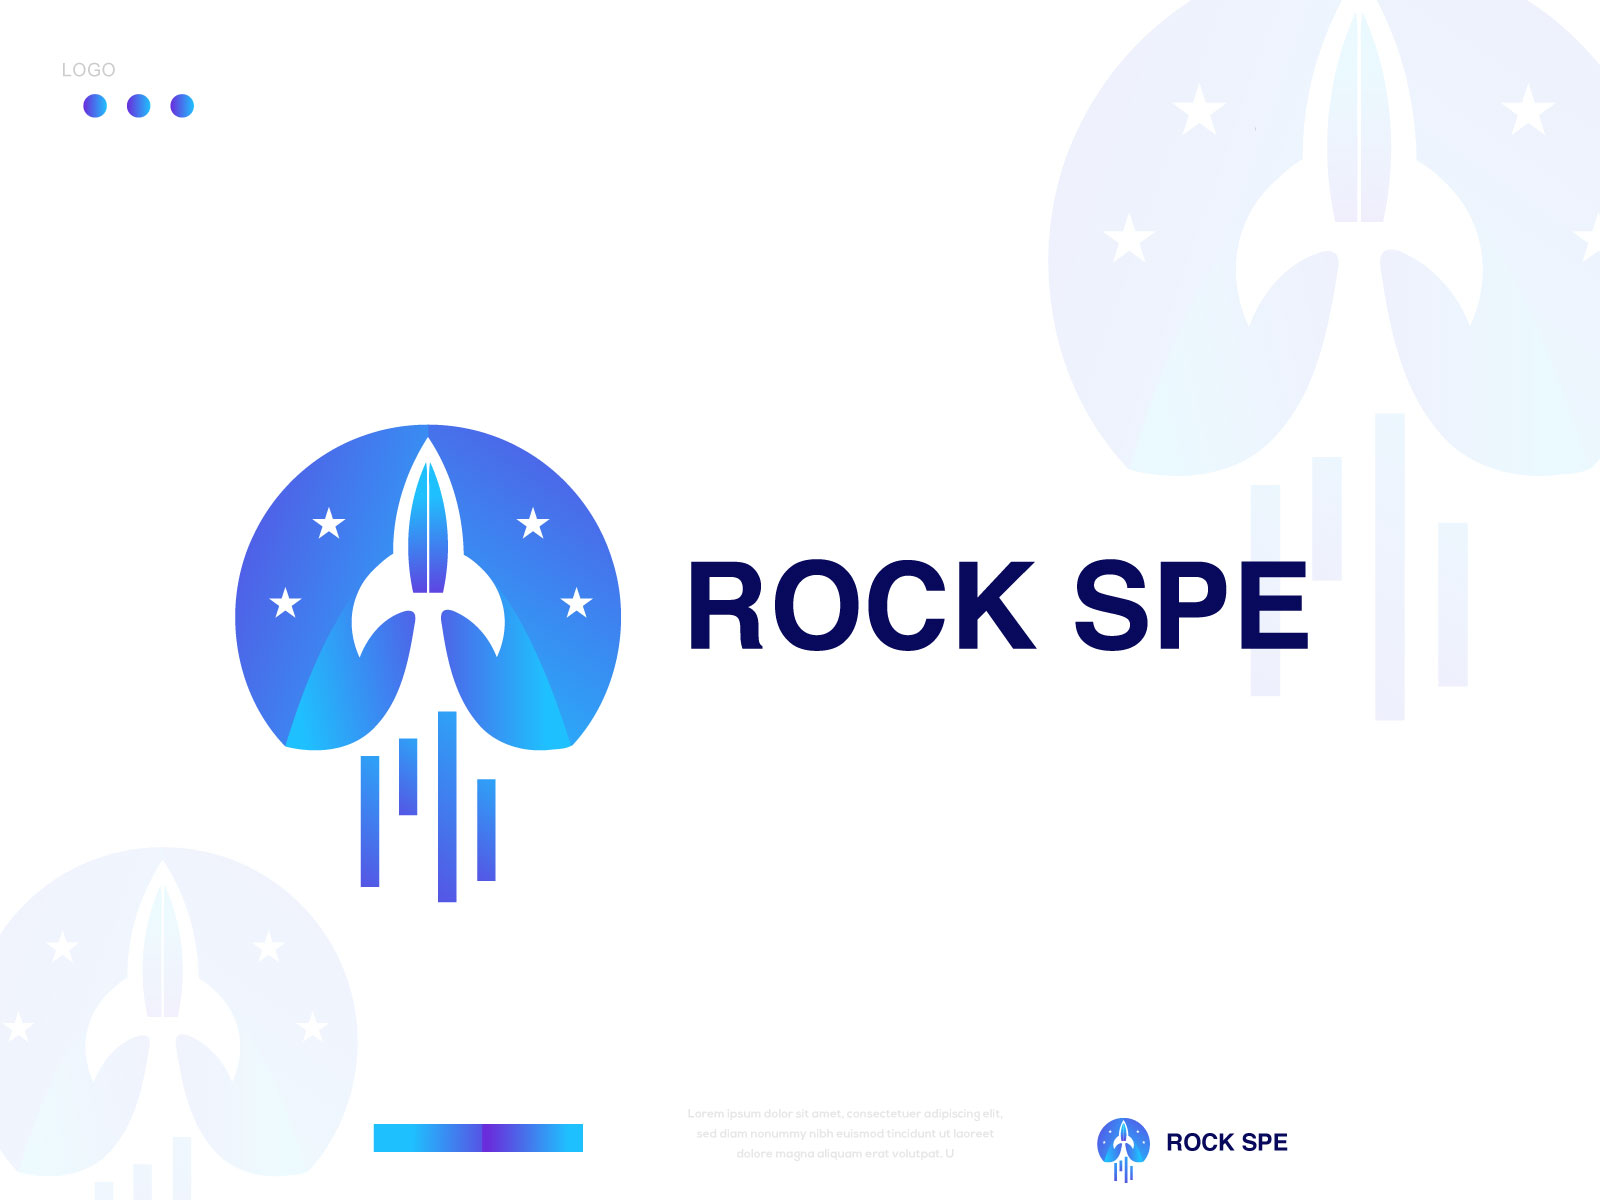 LOGO
ROCK SPE
Lorem ipsum dolor sit amet, consectetuer adipiscing elit,
sed diam nonummy nibh euismod tincidunt ut laoreet
dolore magna aliquam erat volutpat. U
ROCK SPE